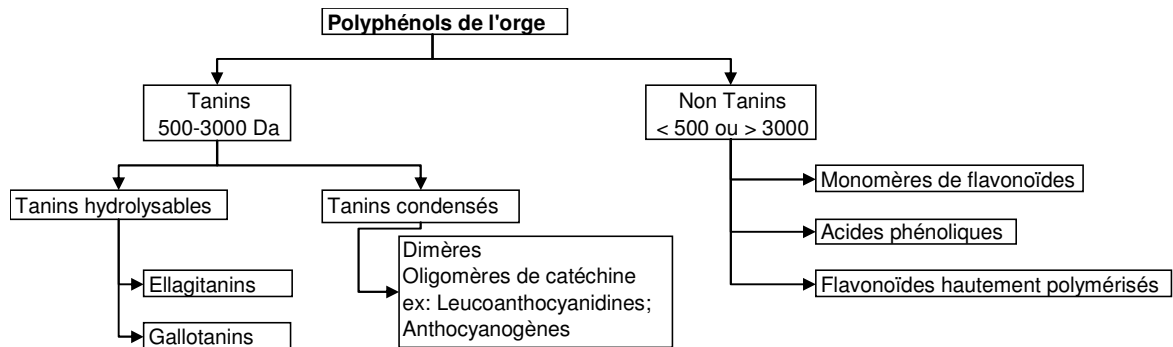 Polyphénols de l'orge
Tanins
500-3000 Da
Non Tanins
< 500 ou > 3000
Tanins hydrolysables
Tanins condensés
Monomères de flavonoïdes
Acides phénoliques
Flavonoïdes hautement polymérisés
Ellagitanins
Gallotanins
Dimères
Oligomères de catéchine
ex: Leucoanthocyanidines;
Anthocyanogènes